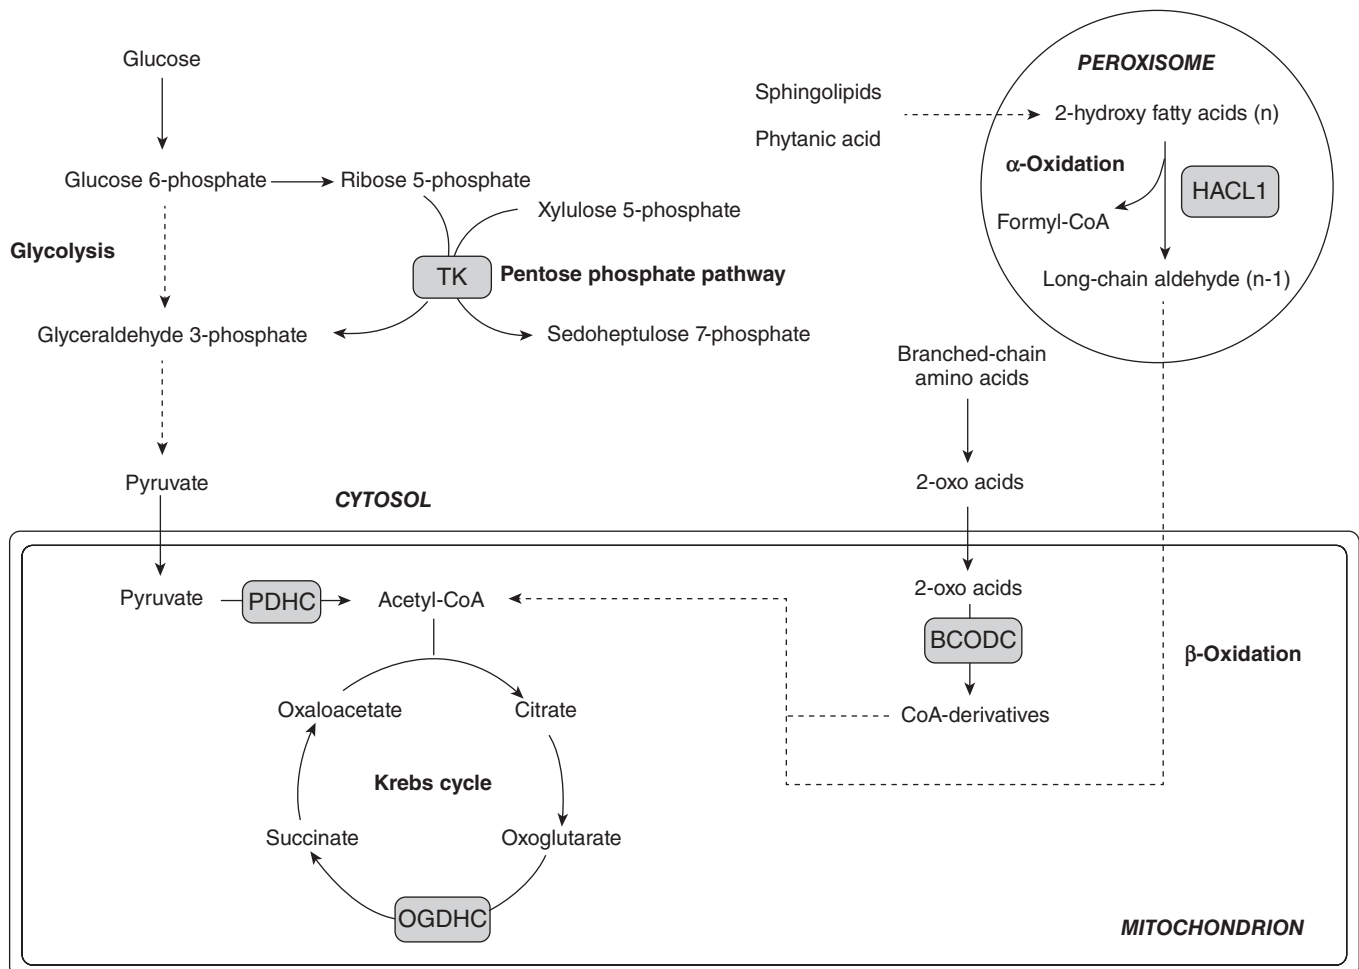 Glucose
PEROXISOME
Sphingolipids
2-hydroxy fatty acids (n)
Phytanic acid
α-Oxidation
HACL1
Glucose 6-phosphate
Ribose 5-phosphate
Xylulose 5-phosphate
Formyl-CoA
Glycolysis
TK
Pentose phosphate pathway
Long-chain aldehyde (n-1)
Glyceraldehyde 3-phosphate
Sedoheptulose 7-phosphate
Branched-chain
amino acids
Pyruvate
CYTOSOL
2-oxo acids
Pyruvate
PDHC
Acetyl-CoA
2-oxo acids
BCODC
β-Oxidation
Oxaloacetate
Citrate
CoA-derivatives
Krebs cycle
Succinate
Oxoglutarate
OGDHC
MITOCHONDRION